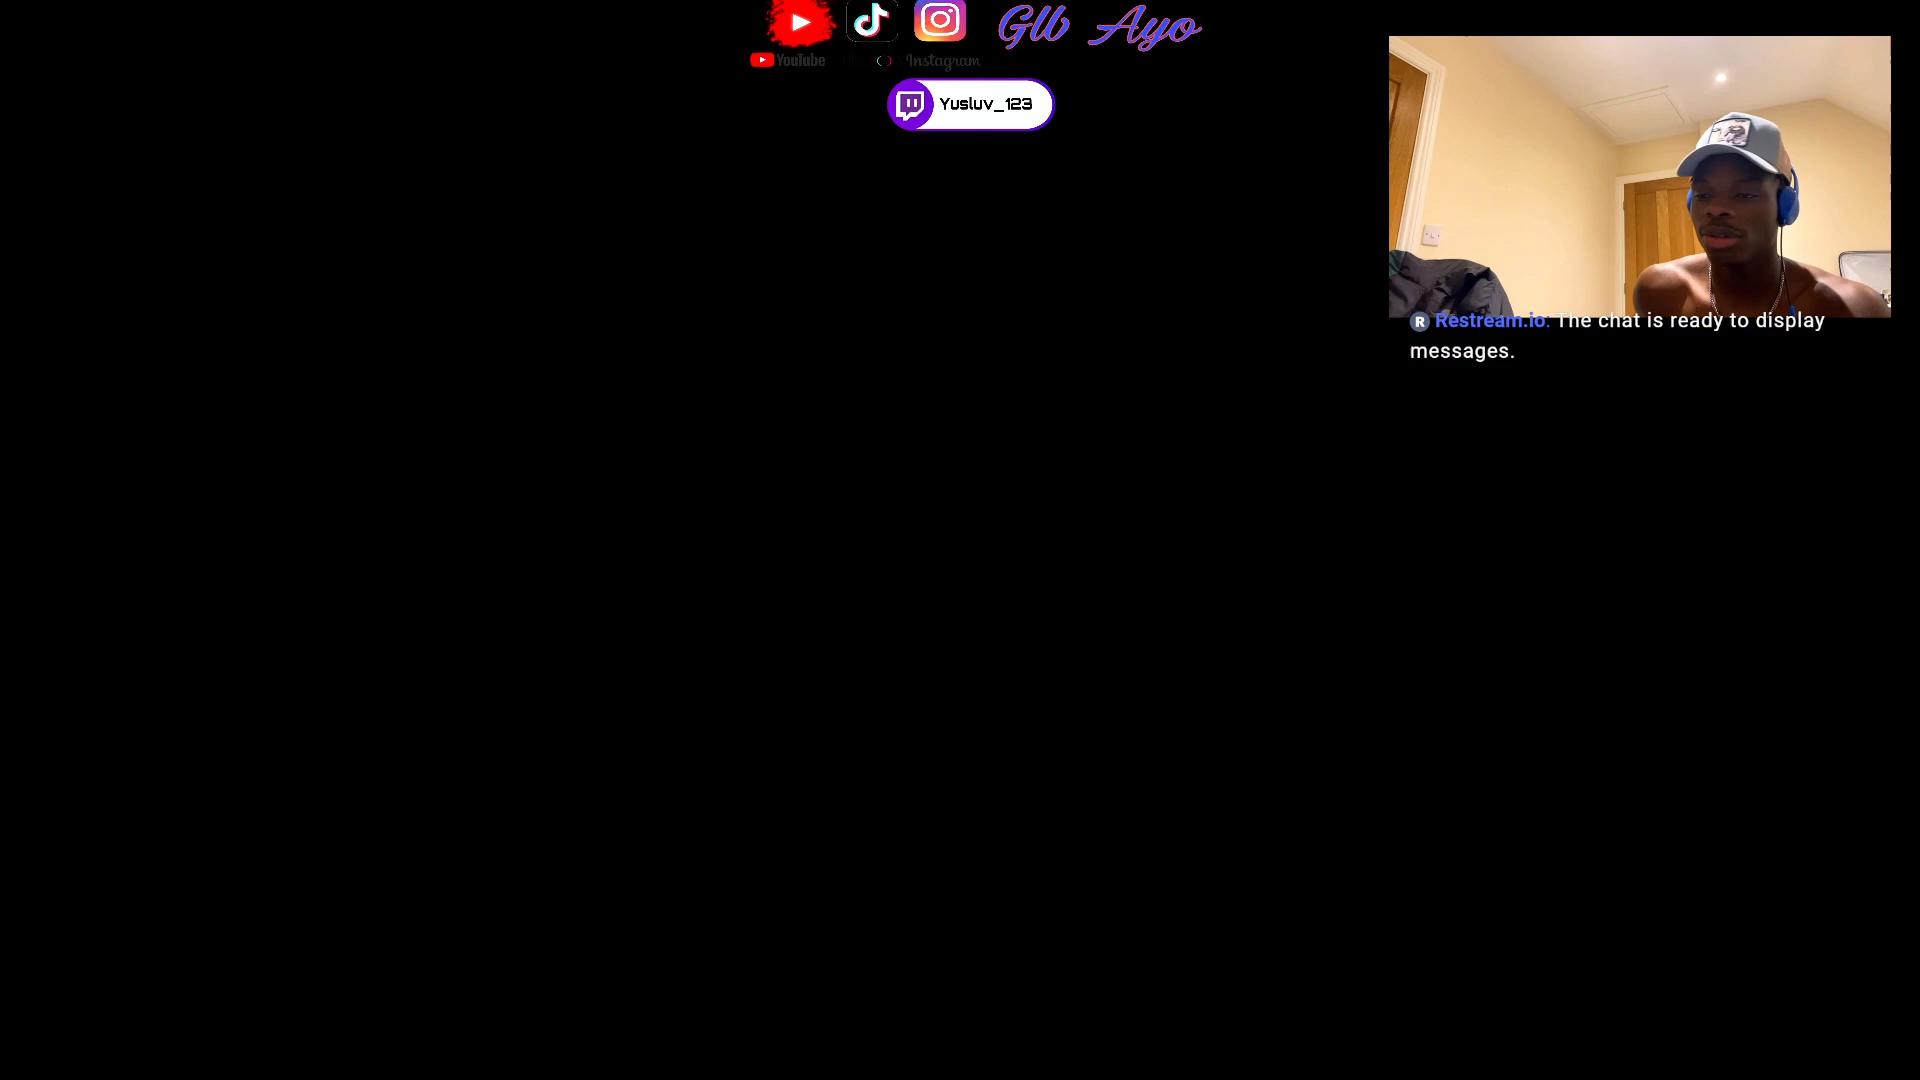 Glb Ayo
YouTube
Instagram
Yusluv_123
R Restream.io: The chat is ready to display
messages.